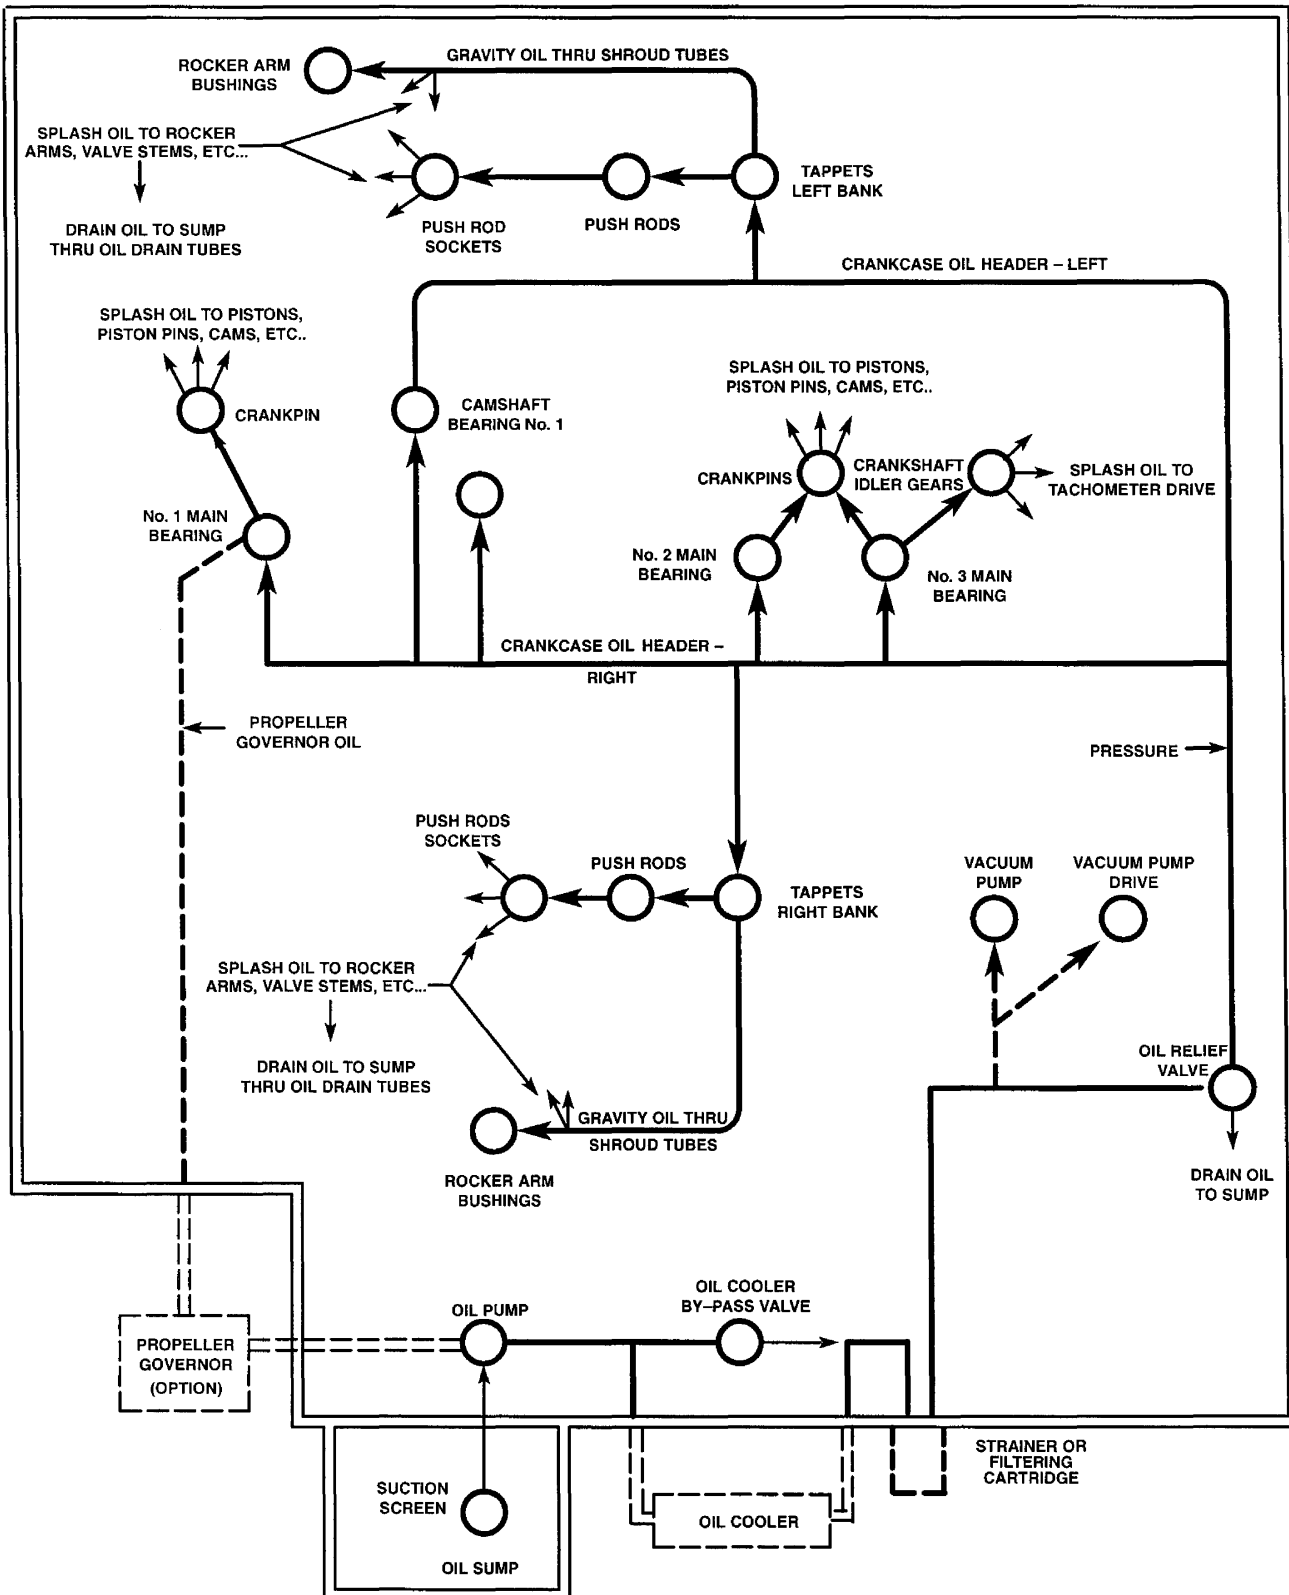 GRAVITY OIL THRU SHROUD TUBES
ROCKER ARM
BUSHINGS
SPLASH OIL TO ROCKER
ARMS, VALVE STEMS, ETC...
TAPPETS
LEFT BANK
PUSH ROD
SOCKETS
PUSH RODS
DRAIN OIL TO SUMP
THRU OIL DRAIN TUBES
CRANKCASE OIL HEADER – LEFT
SPLASH OIL TO PISTONS,
PISTON PINS, CAMS, ETC..
CRANKPIN
CAMSHAFT
BEARING No. 1
SPLASH OIL TO PISTONS,
PISTON PINS, CAMS, ETC..
CRANKPINS
CRANKSHAFT
IDLER GEARS
SPLASH OIL TO
TACHOMETER DRIVE
No. 1 MAIN
BEARING
No. 2 MAIN
BEARING
No. 3 MAIN
BEARING
CRANKCASE OIL HEADER –
RIGHT
PROPELLER
GOVERNOR OIL
PRESSURE
PUSH RODS
SOCKETS
PUSH RODS
TAPPETS
RIGHT BANK
VACUUM
PUMP
VACUUM PUMP
DRIVE
SPLASH OIL TO ROCKER
ARMS, VALVE STEMS, ETC...
DRAIN OIL TO SUMP
THRU OIL DRAIN TUBES
OIL RELIEF
VALVE
GRAVITY OIL THRU
SHROUD TUBES
ROCKER ARM
BUSHINGS
DRAIN OIL
TO SUMP
OIL COOLER
BY–PASS VALVE
OIL PUMP
PROPELLER
GOVERNOR
(OPTION)
STRAINER OR
FILTERING
CARTRIDGE
SUCTION
SCREEN
OIL COOLER
OIL SUMP